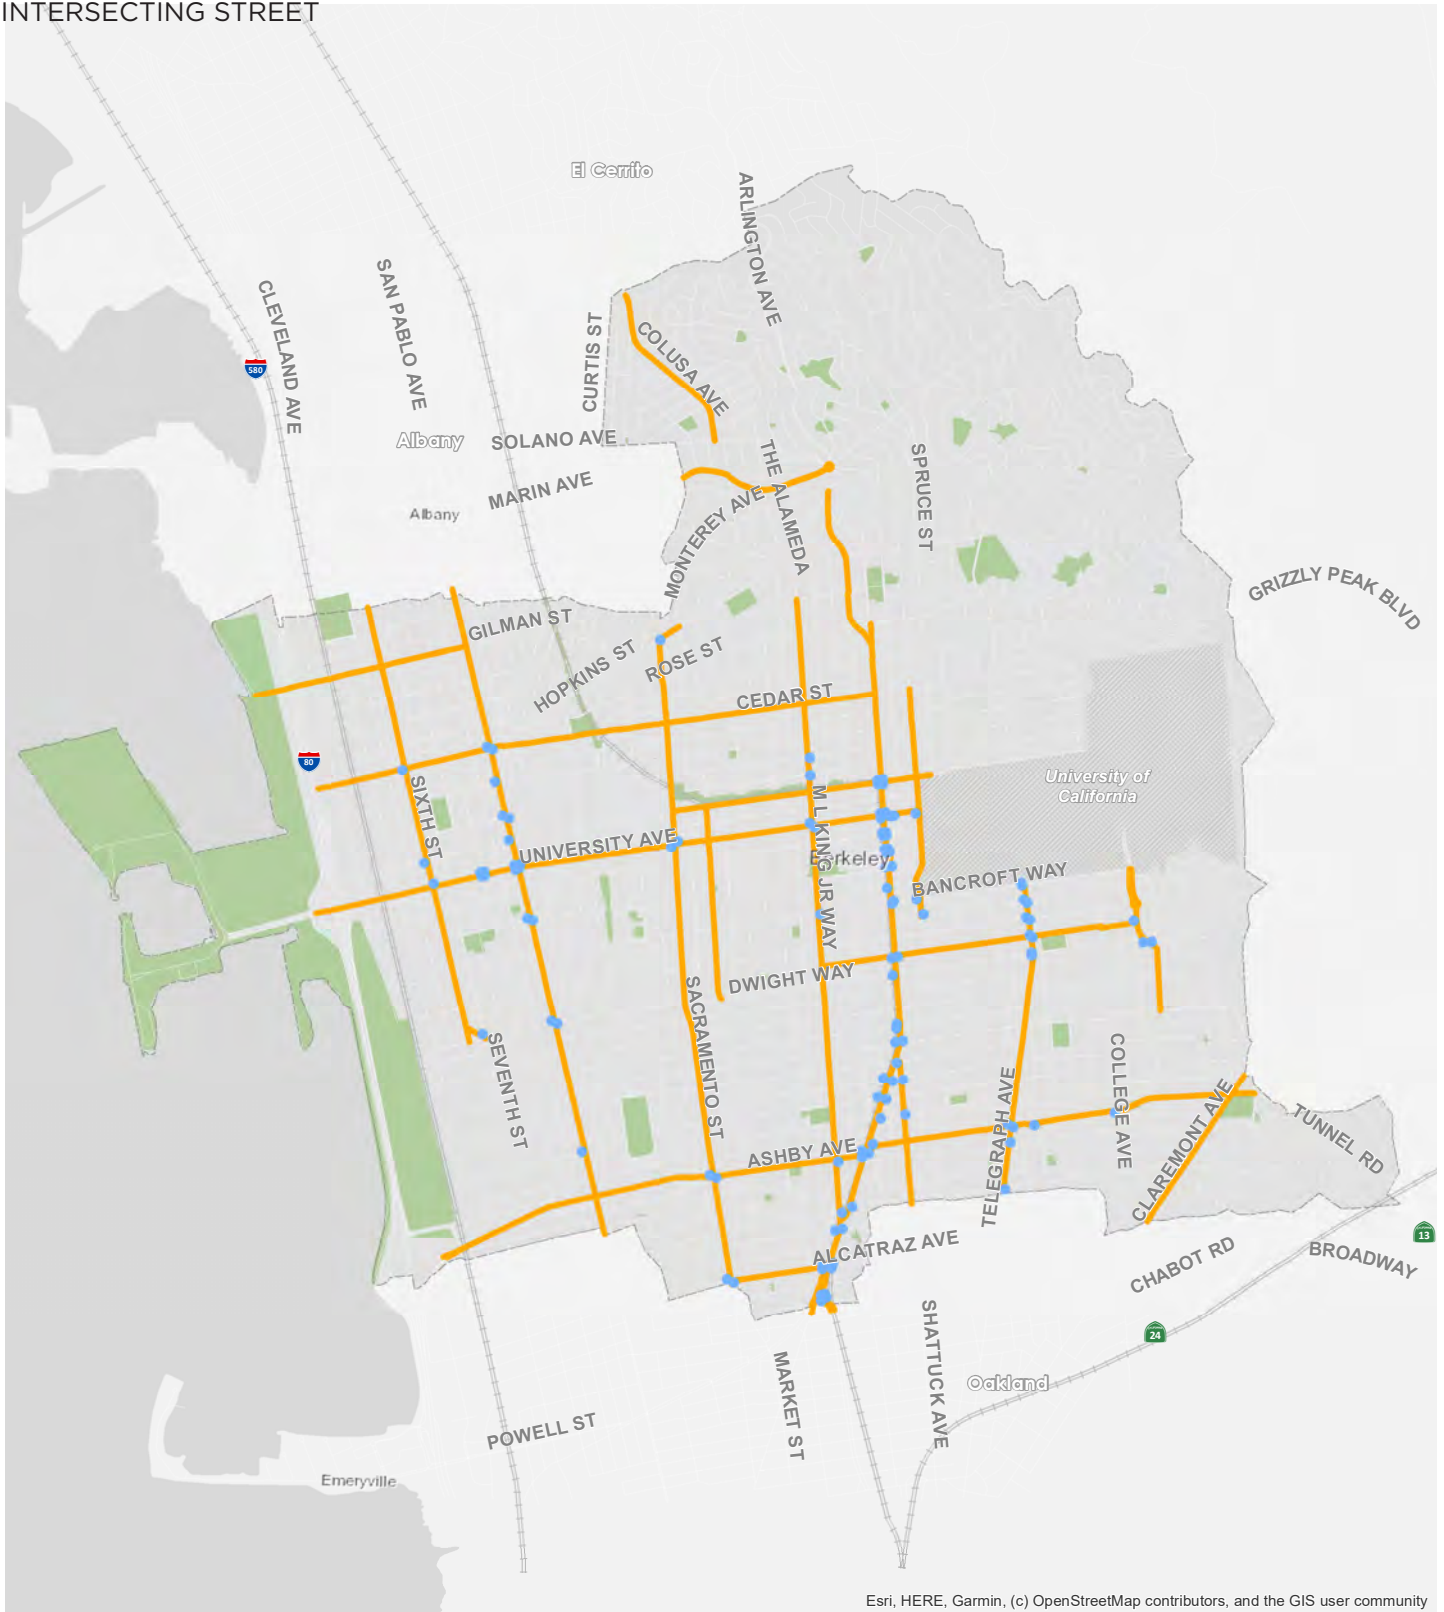 INTERSECTING STREET
El Cerrito
ARLINGTON AVE
CLEVELAND AVE
SAN PABLO AVE
580
CURTIS ST
COLUSA AVE
Albany
SOLANO AVE
MARIN AVE
Albany
THE ALAMEDA
SPRUCE ST
MONTEREY AVE
GRIZZLY PEAK BLVD
GILMAN ST
HOPKINS ST
ROSE ST
CEDAR ST
80
SIXTH ST
University of
California
M L KING JR WAY
UNIVERSITY AVE
Berkeley
BANCROFT WAY
DWIGHT WAY
SACRAMENTO ST
SEVENTH ST
COLLEGE AVE
TELEGRAPH AVE
CLAREMONT AVE
TUNNEL RD
ASHBY AVE
ALCATRAZ AVE
CHABOT RD
BROADWAY
13
24
SHATTUCK AVE
MARKET ST
Oakland
POWELL ST
Emeryville
Esri, HERE, Garmin, (c) OpenStreetMap contributors, and the GIS user community